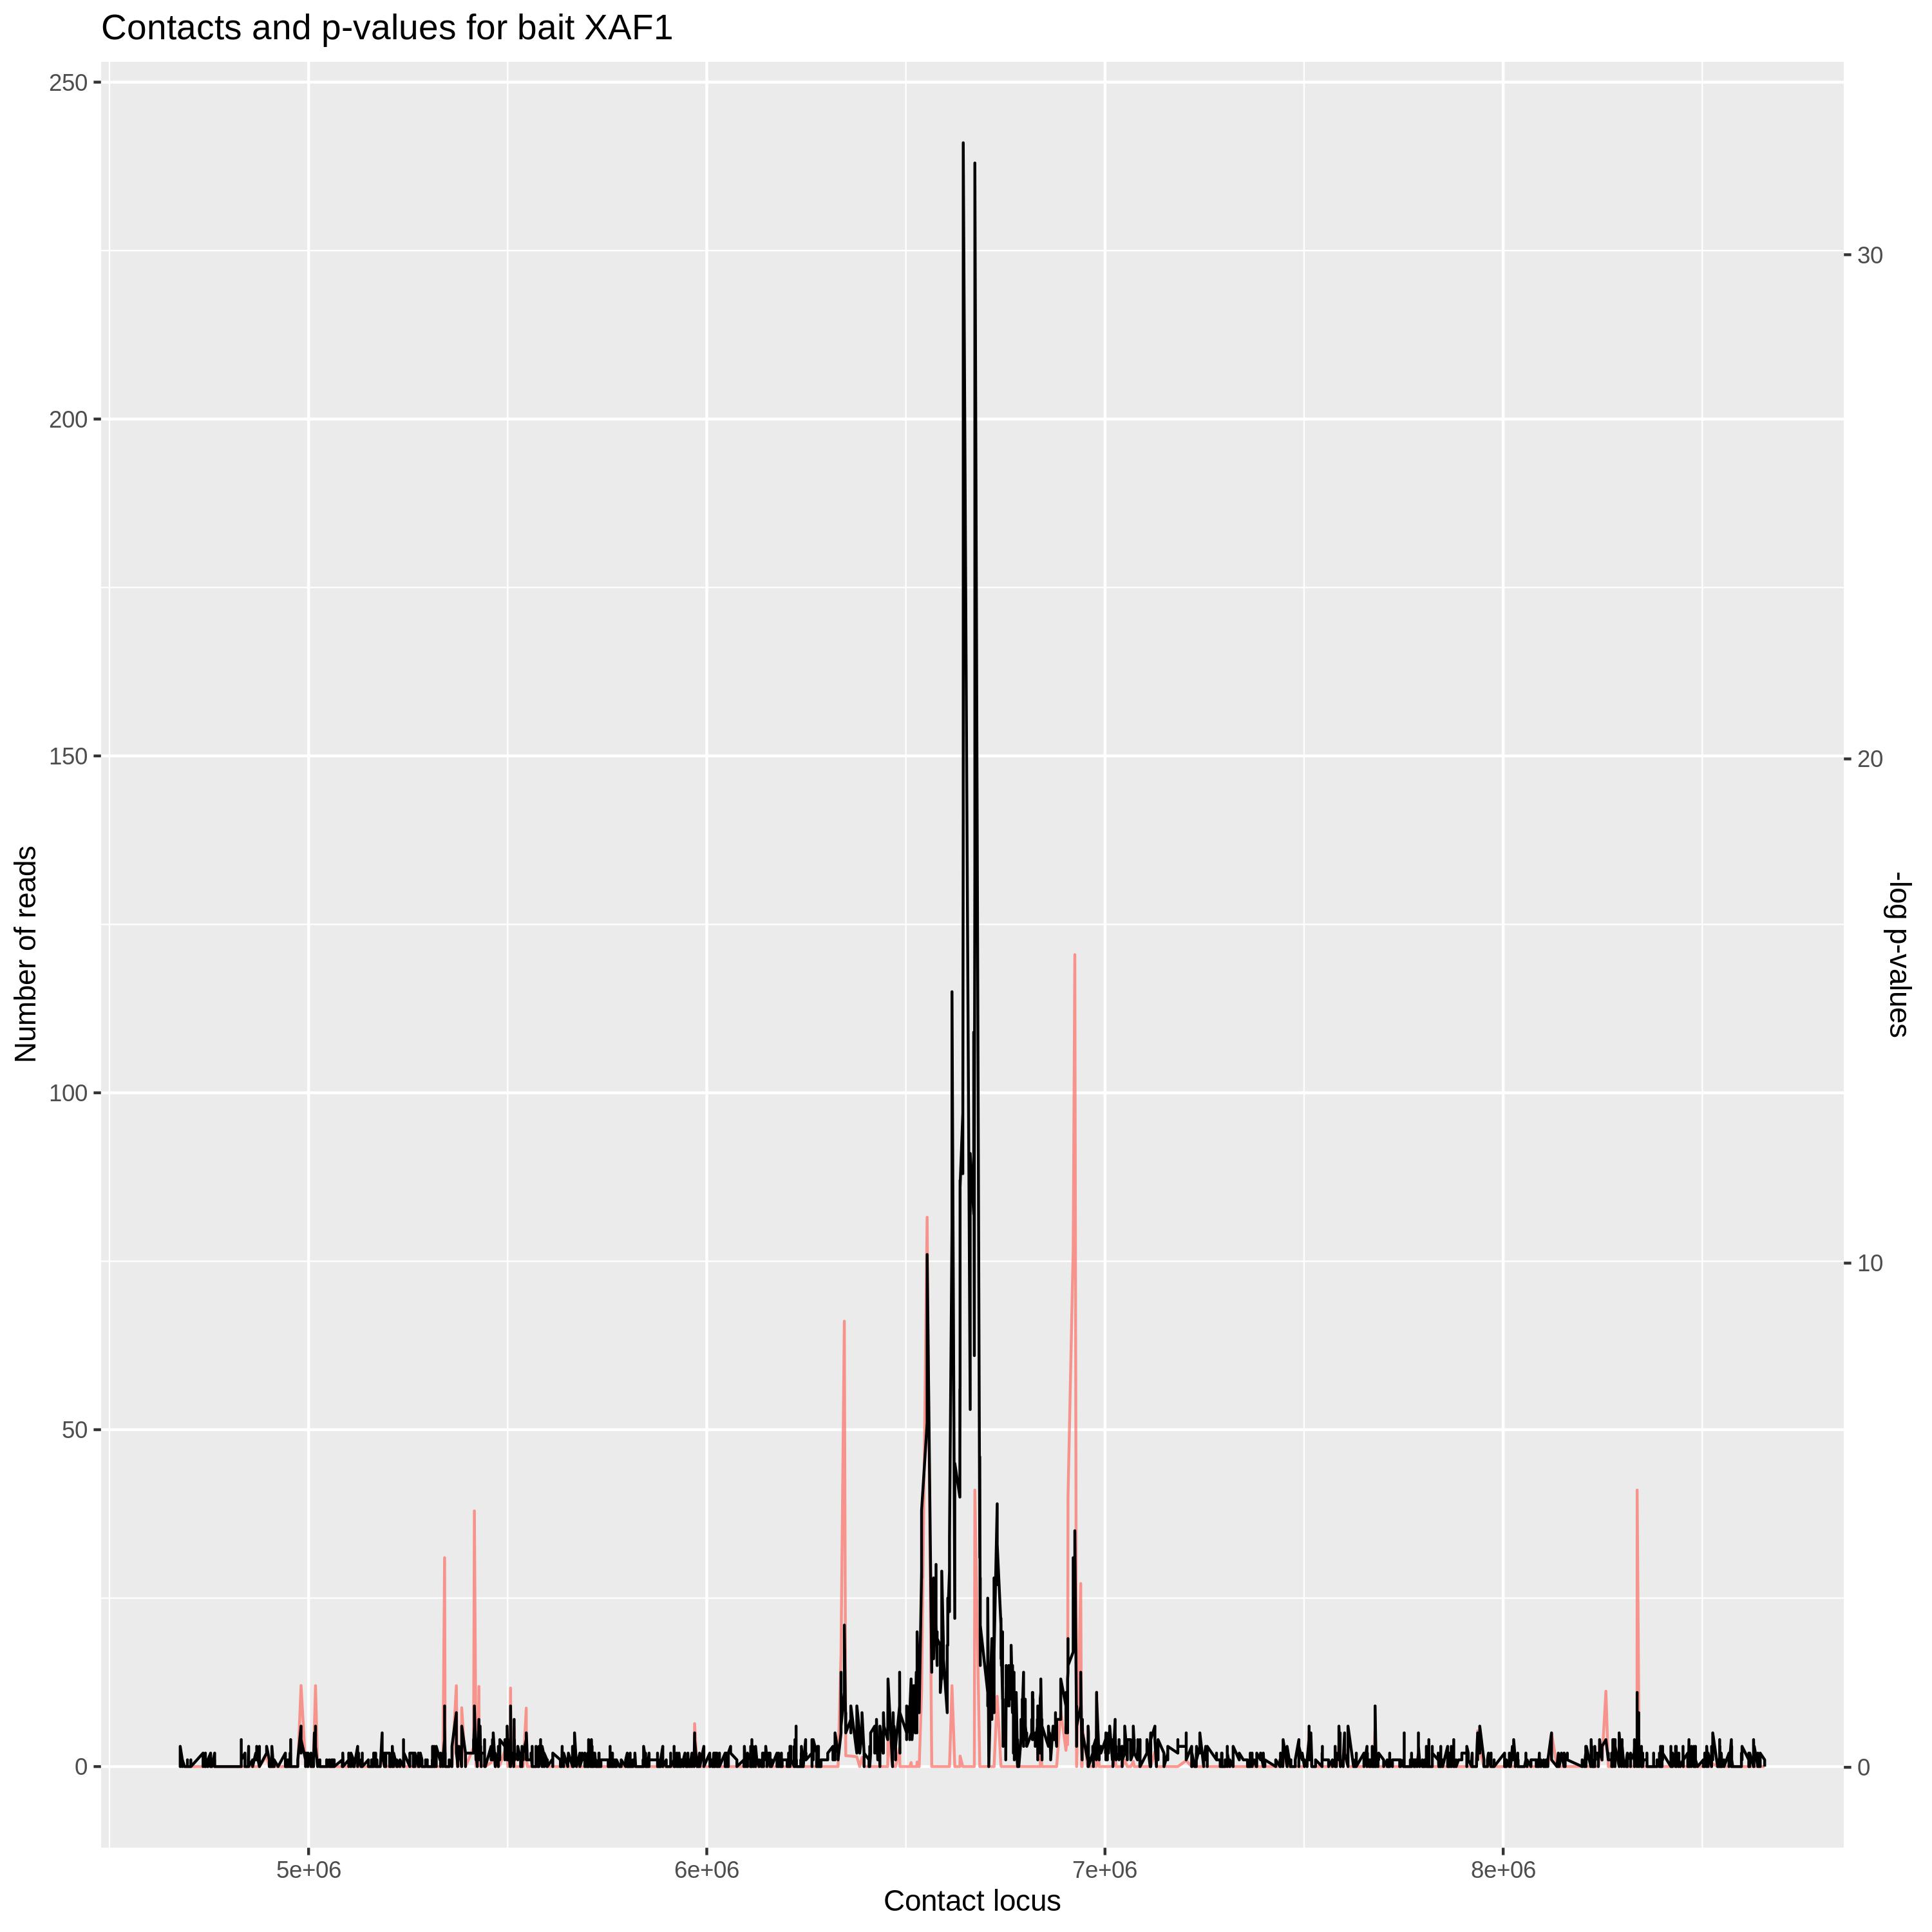 Contacts and p-values for bait XAF1
250
200
150
100
50
0
Number of reads
30
20
10
0
-log p-values
5e+06
6e+06
7e+06
8e+06
Contact locus